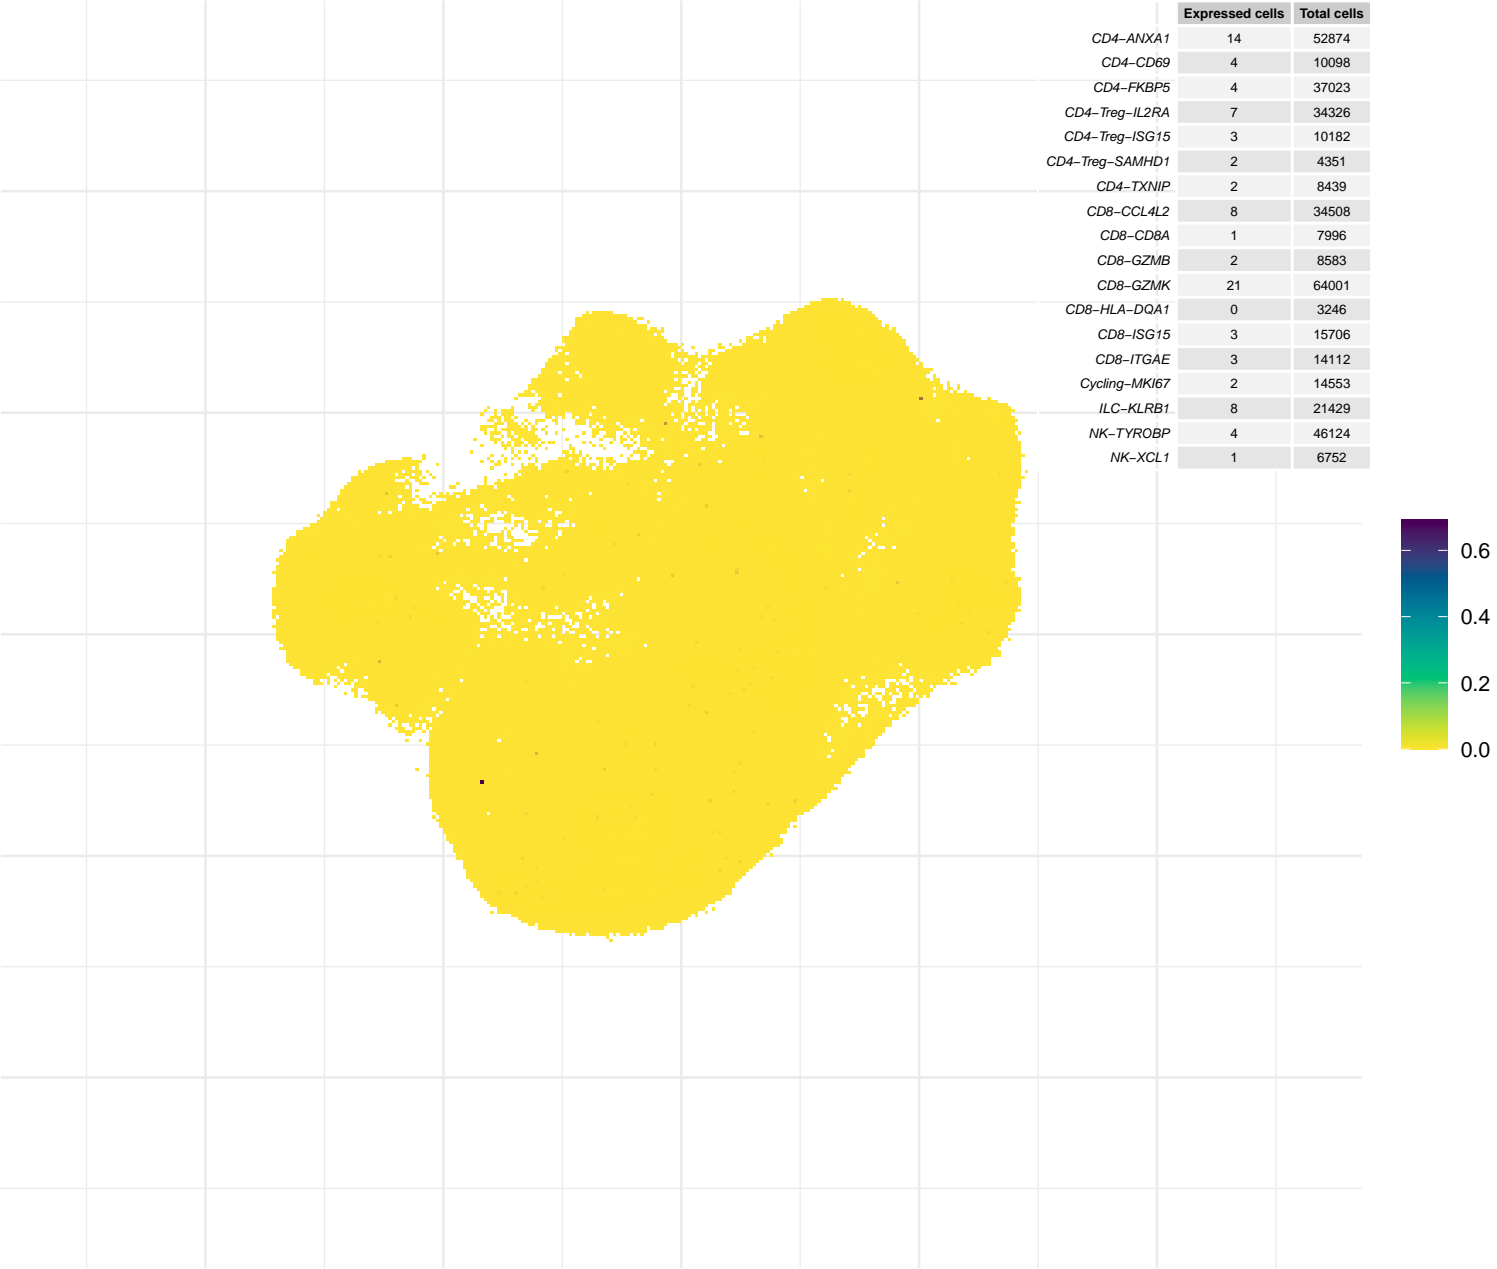 Expressed cells Total cells
CD4−ANXA1 14 52874
CD4−CD69 4 10098
CD4−FKBP5 4 37023
CD4−Treg−IL2RA 7 34326
CD4−Treg−ISG15 3 10182
CD4−Treg−SAMHD1 2 4351
CD4−TXNIP 2 8439
CD8−CCL4L2 8 34508
CD8−CD8A 1 7996
CD8−GZMB 2 8583
CD8−GZMK 21 64001
CD8−HLA−DQA1 0 3246
CD8−ISG15 3 15706
CD8−ITGAE 3 14112
Cycling−MKI67 2 14553
ILC−KLRB1 8 21429
NK−TYROBP 4 46124
NK−XCL1 1 6752
0.6
0.4
0.2
0.0